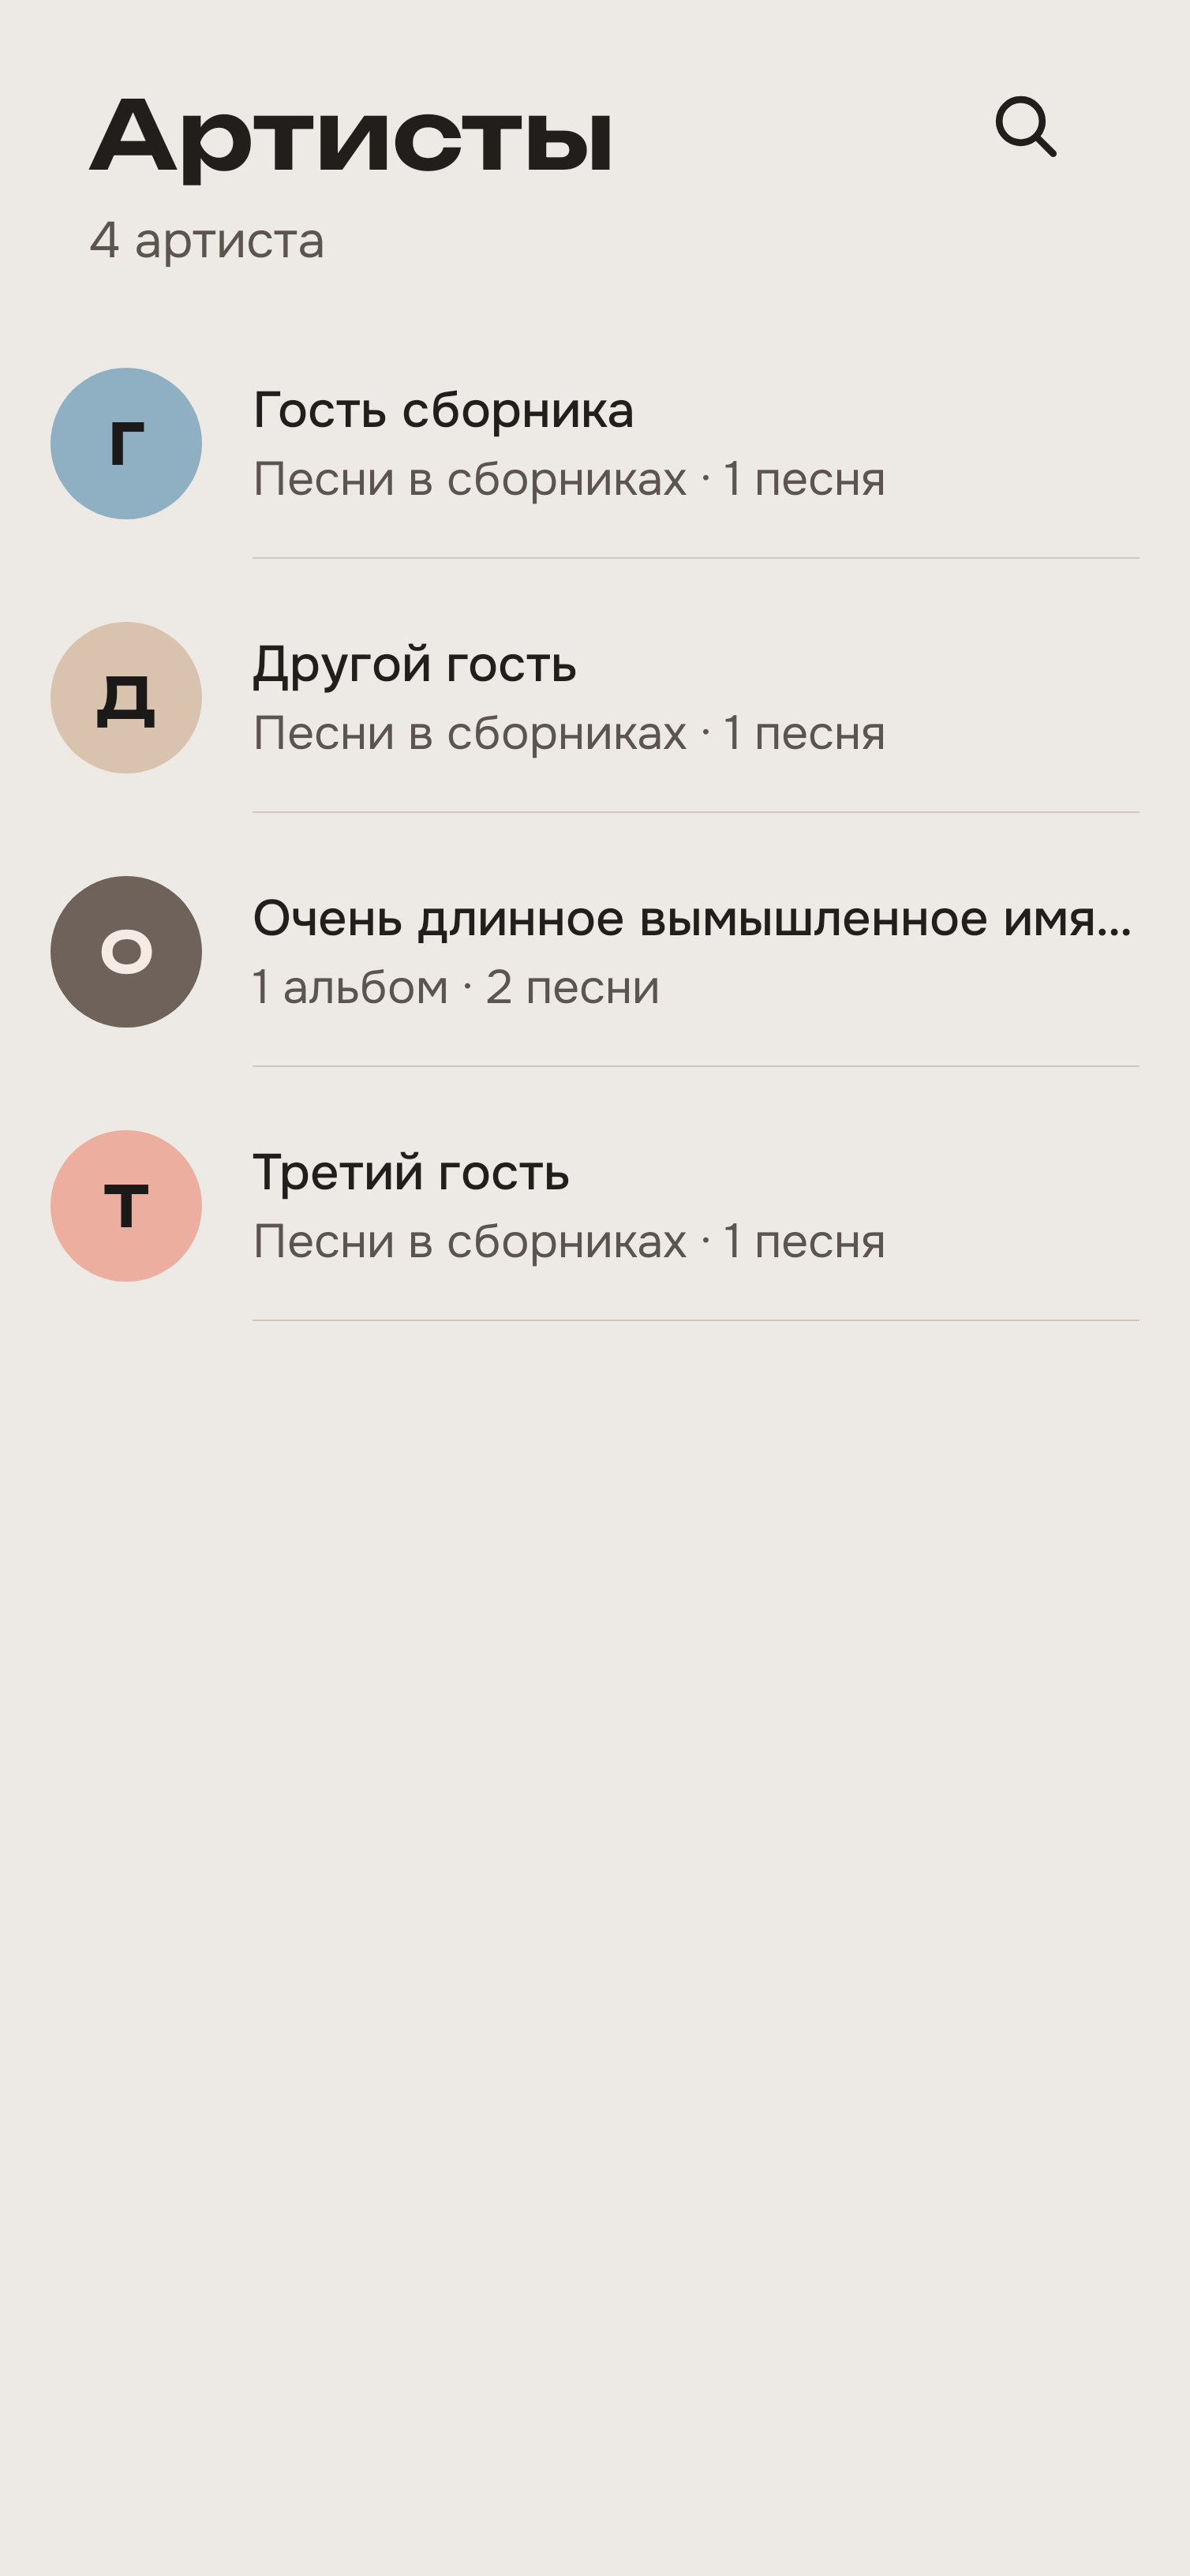 Артисты
4 артиста
Г
Гость сборника
Песни в сборниках · 1 песня
Д
Другой гость
Песни в сборниках · 1 песня
О
Очень длинное вымышленное имя...
1 альбом · 2 песни
Т
Третий гость
Песни в сборниках · 1 песня